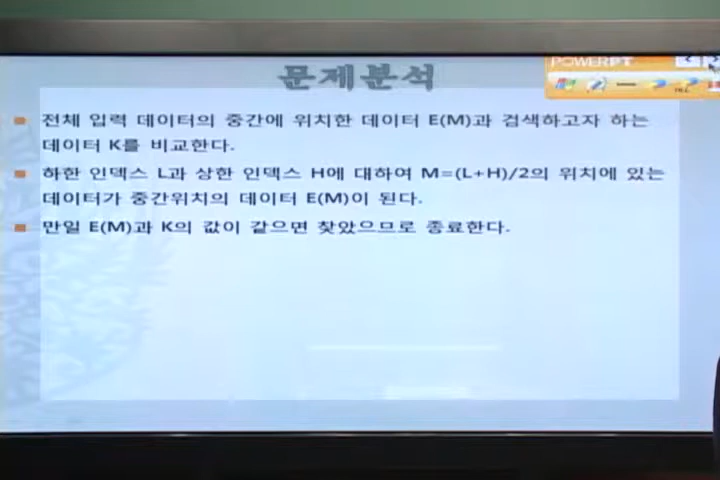 문제분석
POWERPT
전체 입력 데이터의 중간에 위치한 데이터 E(M)과 검색하고자 하는
데이터 K를 비교한다.
하한 인덱스 L과 상한 인덱스 H에 대하여 M=(L+H)/2의 위치에 있는
데이터가 중간위치의 데이터 E(M)이 된다.
만일 E(M)과 K의 값이 같으면 찾았으므로 종료한다.